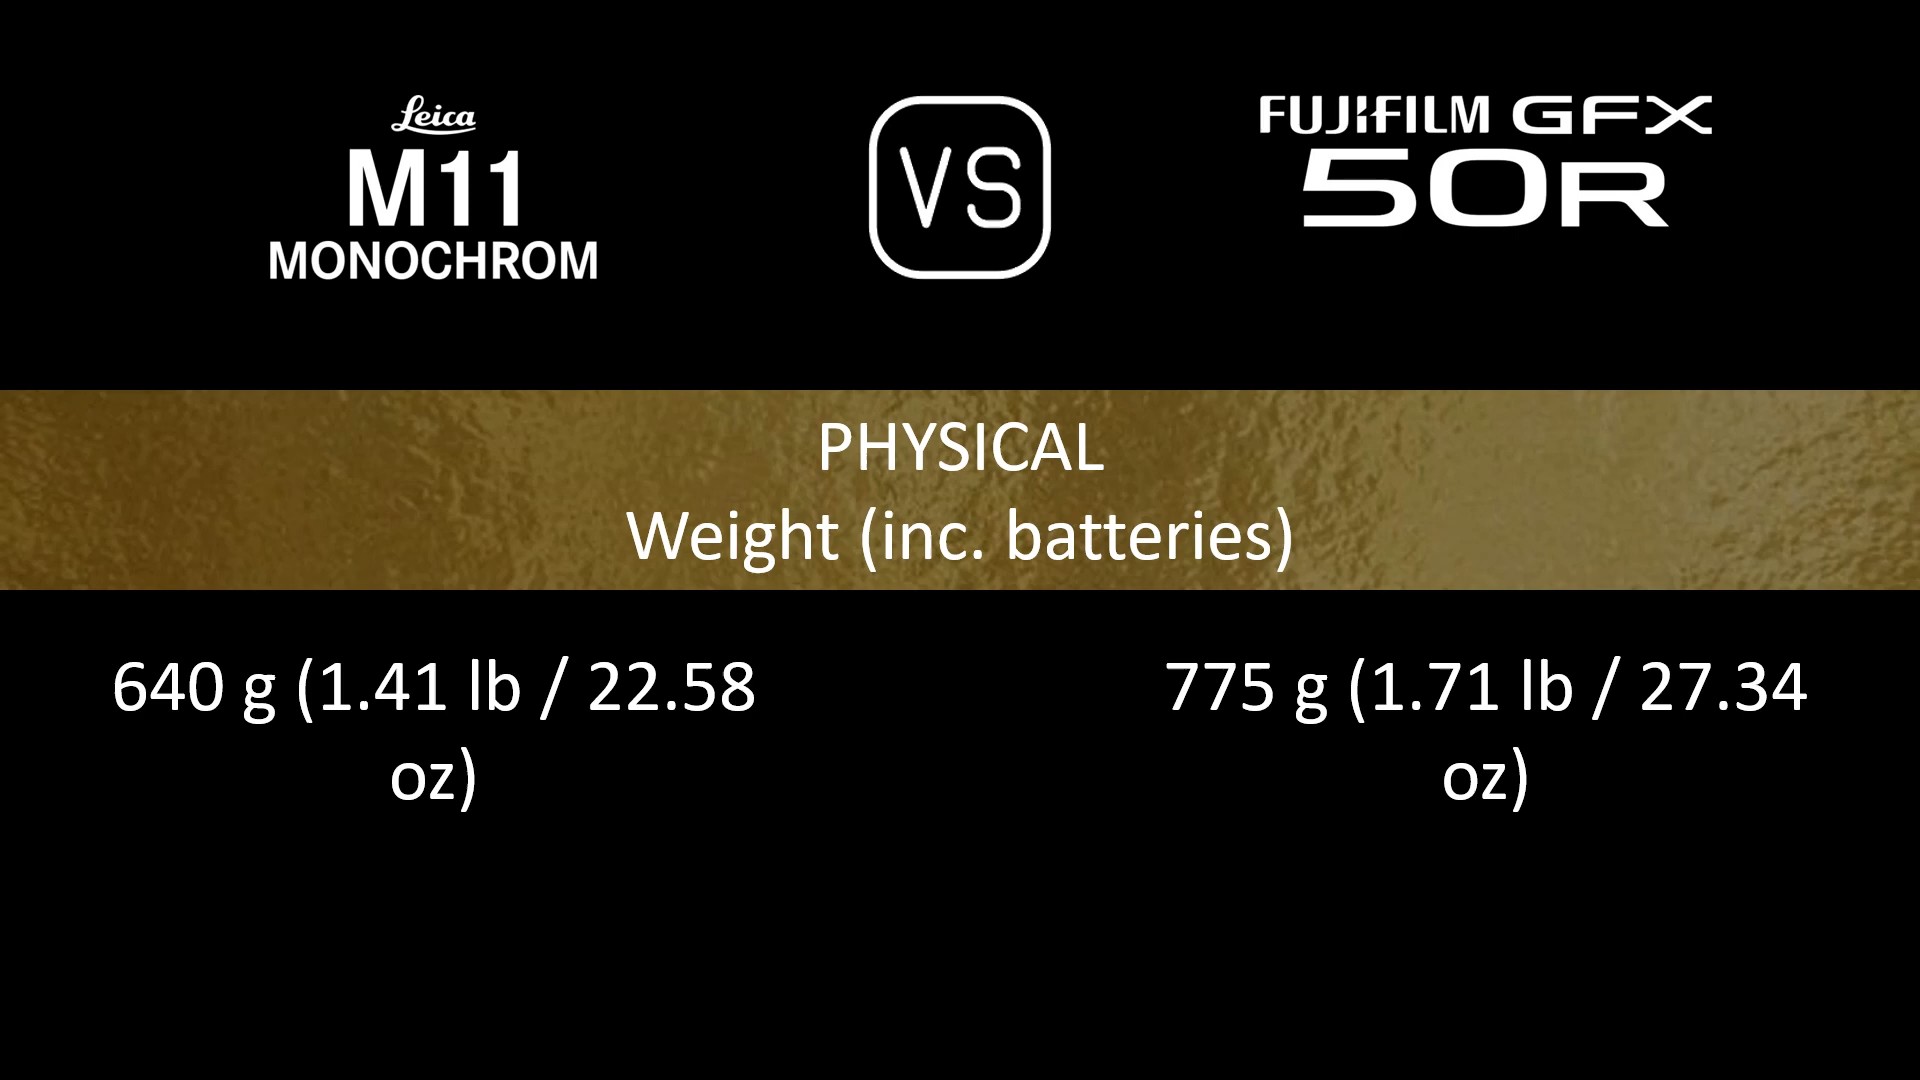 Leica
M11
MONOCHROM
VS
FUJIFILM GFX
50R
PHYSICAL
Weight (inc. batteries)
640 g (1.41 lb / 22.58
oz)
775 g (1.71 lb / 27.34
oz)